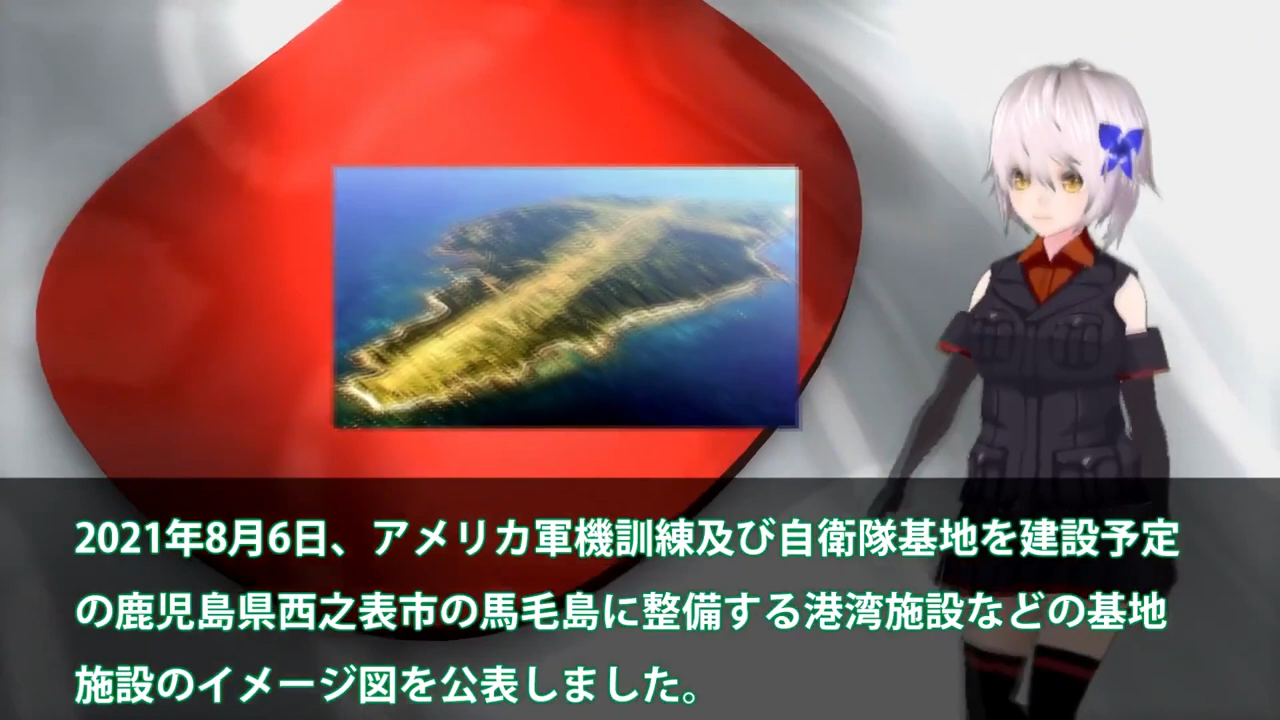 2021年8月6日、アメリカ軍機訓練及び自衛隊基地を建設予定
の鹿児島県西之表市の馬毛島に整備する港湾施設などの基地
施設のイメージ図を公表しました。